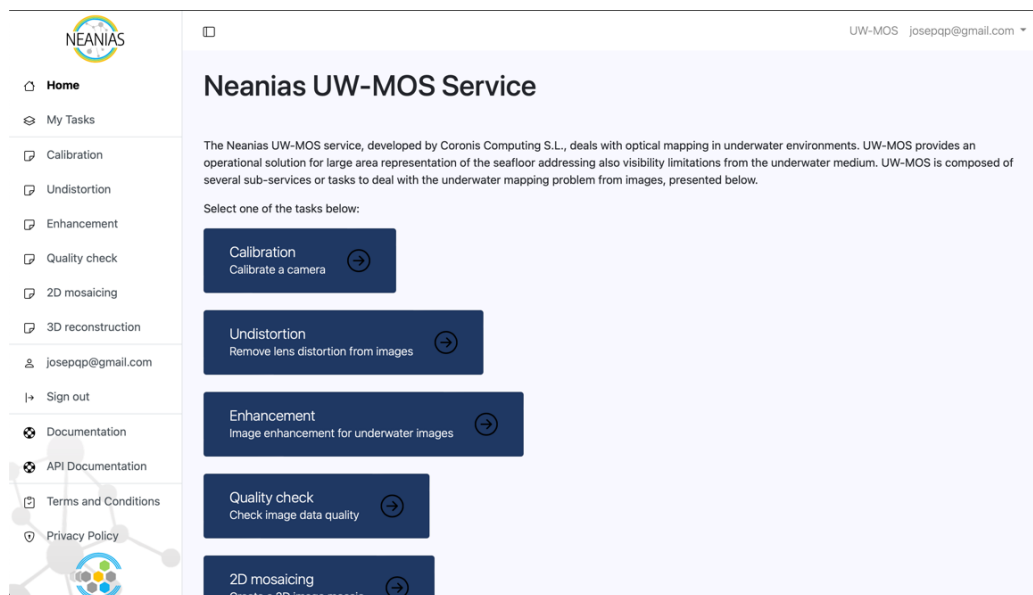 NEANIAS
UW-MOS josepqp@gmail.com
Home
My Tasks
Calibration
Undistortion
Enhancement
Quality check
2D mosaicing
3D reconstruction
josepqp@gmail.com
Sign out
Documentation
API Documentation
Terms and Conditions
Privacy Policy
Neanias UW-MOS Service
The Neanias UW-MOS service, developed by Coronis Computing S.L., deals with optical mapping in underwater environments. UW-MOS provides an
operational solution for large area representation of the seafloor addressing also visibility limitations from the underwater medium. UW-MOS is composed of
several sub-services or tasks to deal with the underwater mapping problem from images, presented below.
Select one of the tasks below:
Calibration
Calibrate a camera
Undistortion
Remove lens distortion from images
Enhancement
Image enhancement for underwater images
Quality check
Check image data quality
2D mosaicing
Create a 2D image mosaic